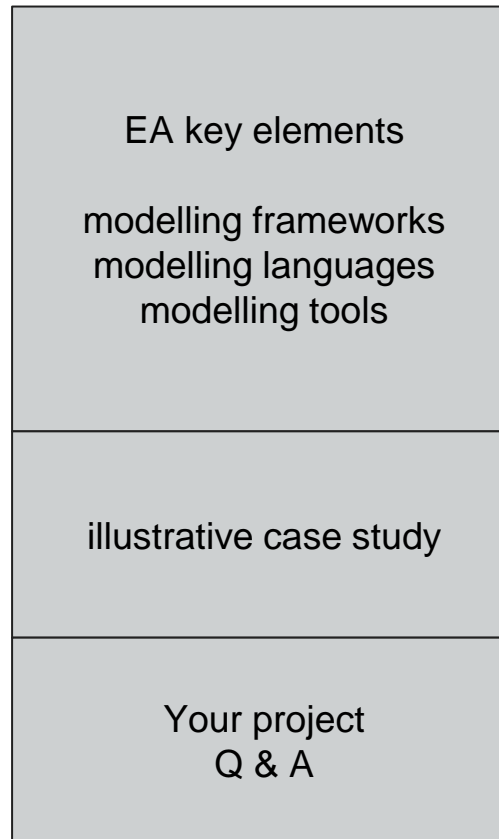 EA key elements
modelling frameworks
modelling languages
modelling tools
illustrative case study
Your project
Q & A